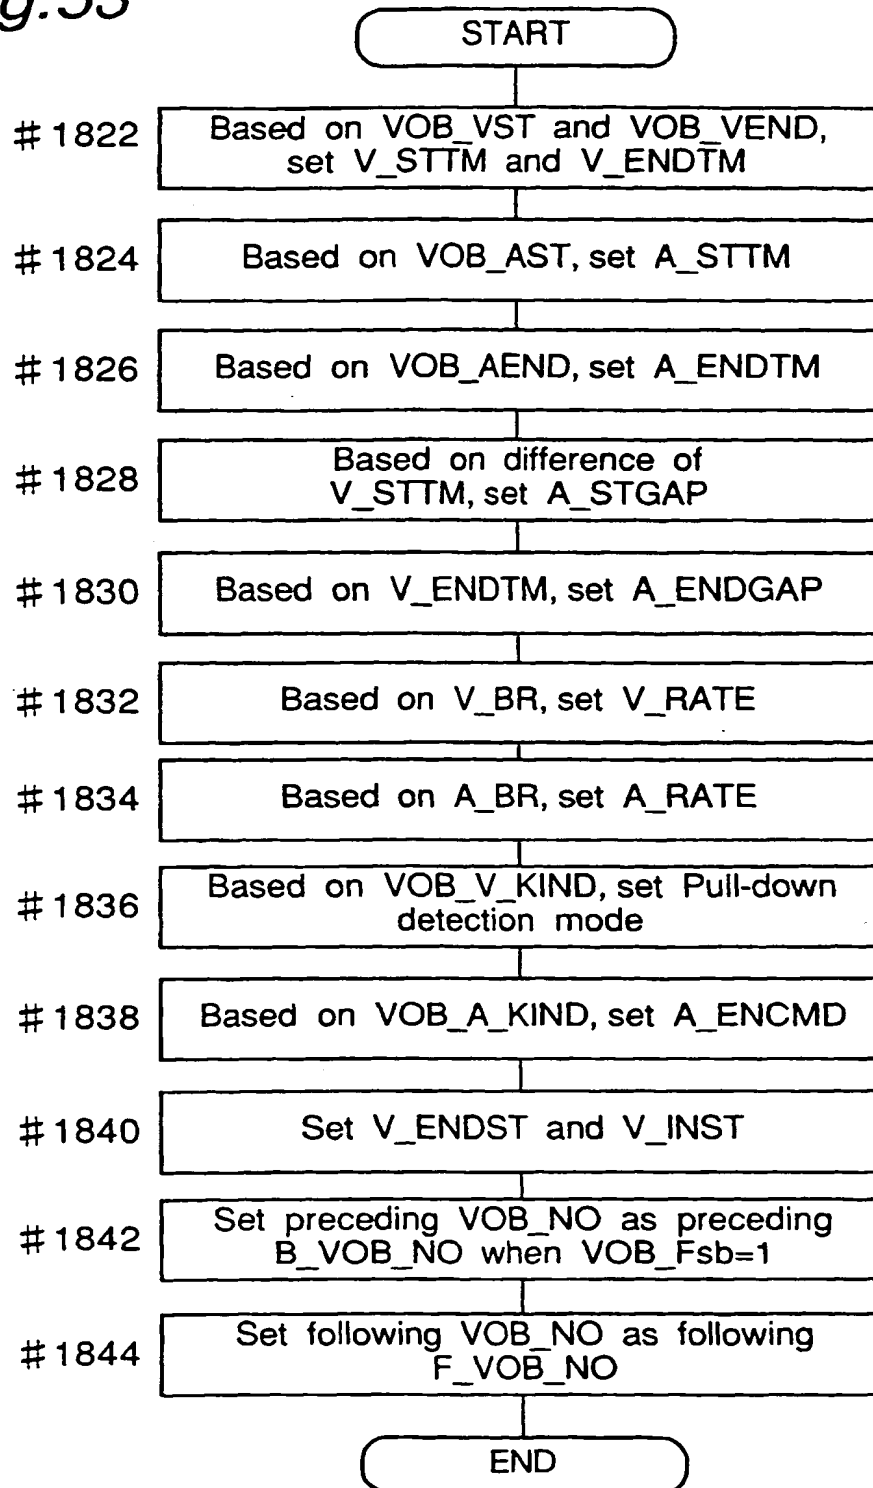 g.53
START
#1822
Based on VOB_VST and VOB_VEND,
set V_STTM and V_ENDTM
#1824
Based on VOB_AST, set A_STTM
#1826
Based on VOB_AEND, set A_ENDTM
#1828
Based on difference of
V_STTM, set A_STGAP
#1830
Based on V_ENDTM, set A_ENDGAP
#1832
Based on V_BR, set V_RATE
#1834
Based on A_BR, set A_RATE
#1836
Based on VOB_V_KIND, set Pull-down
detection mode
#1838
Based on VOB_A_KIND, set A_ENCMD
#1840
Set V_ENDST and V_INST
#1842
Set preceding VOB_NO as preceding
B_VOB_NO when VOB_Fsb=1
#1844
Set following VOB_NO as following
F_VOB_NO
END